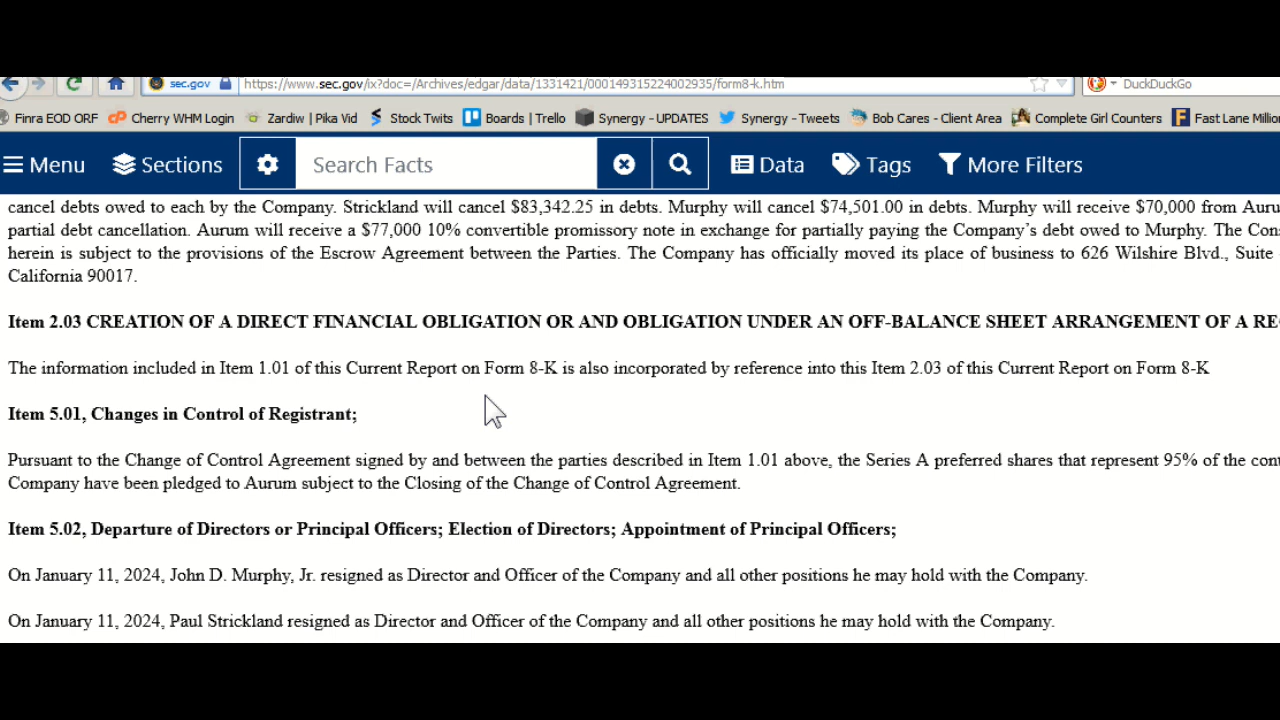 sec.gov https://www.sec.gov/ix?doc=/Archives/edgar/data/1331421/000149315224002935/form8-k.htm DuckDuckGo
Finra EOD ORF Cherry WHM Login Zardiw | Pika Vid Stock Twits Boards | Trello Synergy - UPDATES Synergy - Tweets Bob Cares - Client Area Complete Girl Counters Fast Lane Millio
Menu Sections Search Facts Data Tags More Filters
cancel debts owed to each by the Company. Strickland will cancel $83,342.25 in debts. Murphy will cancel $74,501.00 in debts. Murphy will receive $70,000 from Auru
partial debt cancellation. Aurum will receive a $77,000 10% convertible promissory note in exchange for partially paying the Company’s debt owed to Murphy. The Con
herein is subject to the provisions of the Escrow Agreement between the Parties. The Company has officially moved its place of business to 626 Wilshire Blvd., Suite
California 90017.
Item 2.03 CREATION OF A DIRECT FINANCIAL OBLIGATION OR AND OBLIGATION UNDER AN OFF-BALANCE SHEET ARRANGEMENT OF A RE
The information included in Item 1.01 of this Current Report on Form 8-K is also incorporated by reference into this Item 2.03 of this Current Report on Form 8-K
Item 5.01, Changes in Control of Registrant;
Pursuant to the Change of Control Agreement signed by and between the parties described in Item 1.01 above, the Series A preferred shares that represent 95% of the con
Company have been pledged to Aurum subject to the Closing of the Change of Control Agreement.
Item 5.02, Departure of Directors or Principal Officers; Election of Directors; Appointment of Principal Officers;
On January 11, 2024, John D. Murphy, Jr. resigned as Director and Officer of the Company and all other positions he may hold with the Company.
On January 11, 2024, Paul Strickland resigned as Director and Officer of the Company and all other positions he may hold with the Company.